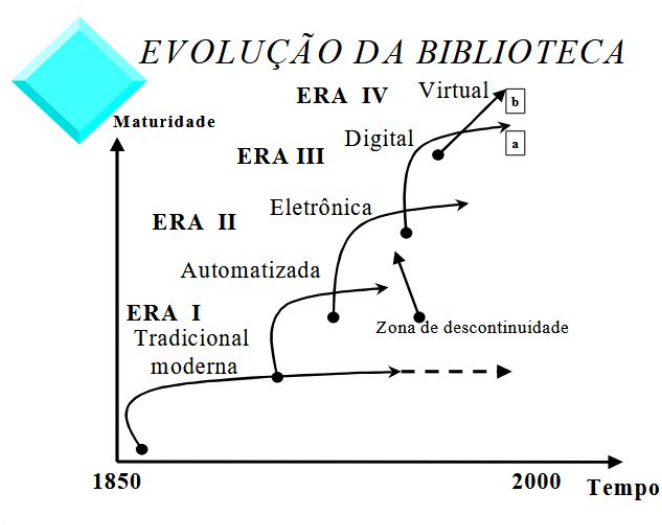 EVOLUÇÃO DA BIBLIOTECA
ERA IV
Virtual
b
Maturidade
Digital
a
ERA III
Eletrônica
ERA II
Automatizada
ERA I
Zona de descontinuidade
Tradicional
moderna
1850
2000
Tempo